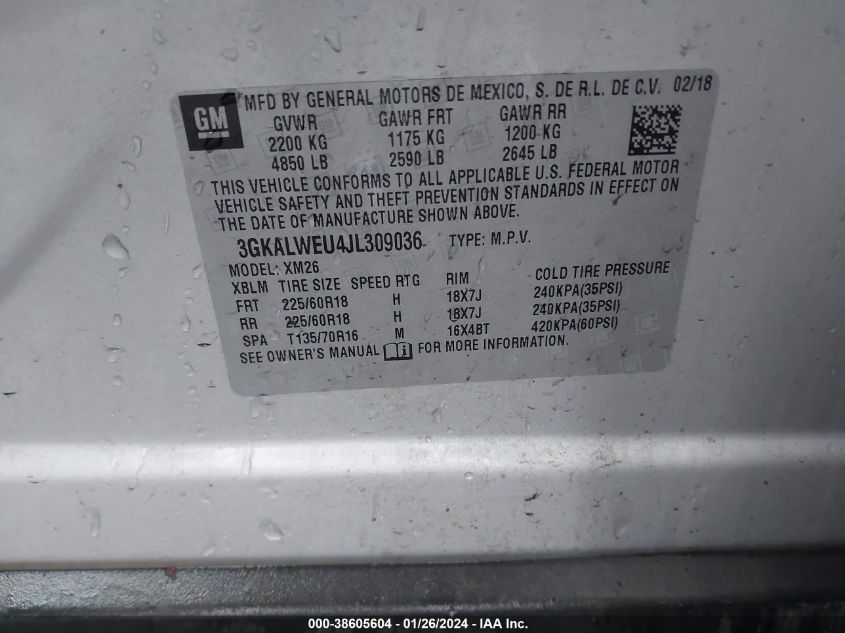 GM MFD BY GENERAL MOTORS DE MEXICO, S. DE R.L. DE C.V. 02/18
GVWR GAWR FRT GAWR RR
2200 KG 1175 KG 1200 KG
4850 LB 2590 LB 2645 LB
THIS VEHICLE CONFORMS TO ALL APPLICABLE U.S. FEDERAL MOTOR
VEHICLE SAFETY AND THEFT PREVENTION STANDARDS IN EFFECT ON
THE DATE OF MANUFACTURE SHOWN ABOVE.
3GKALWEU4JL309036 TYPE: M.P.V.
MODEL: XM26
XBLM TIRE SIZE SPEED RTG RIM COLD TIRE PRESSURE
FRT 225/60R18 H 18X7J 240KPA(35PSI)
RR 225/60R18 H 18X7J 240KPA(35PSI)
SPA T135/70R16 M 16X4BT 420KPA(60PSI)
SEE OWNER'S MANUAL FOR MORE INFORMATION.
000-38605604 - 01/26/2024 - IAA Inc.